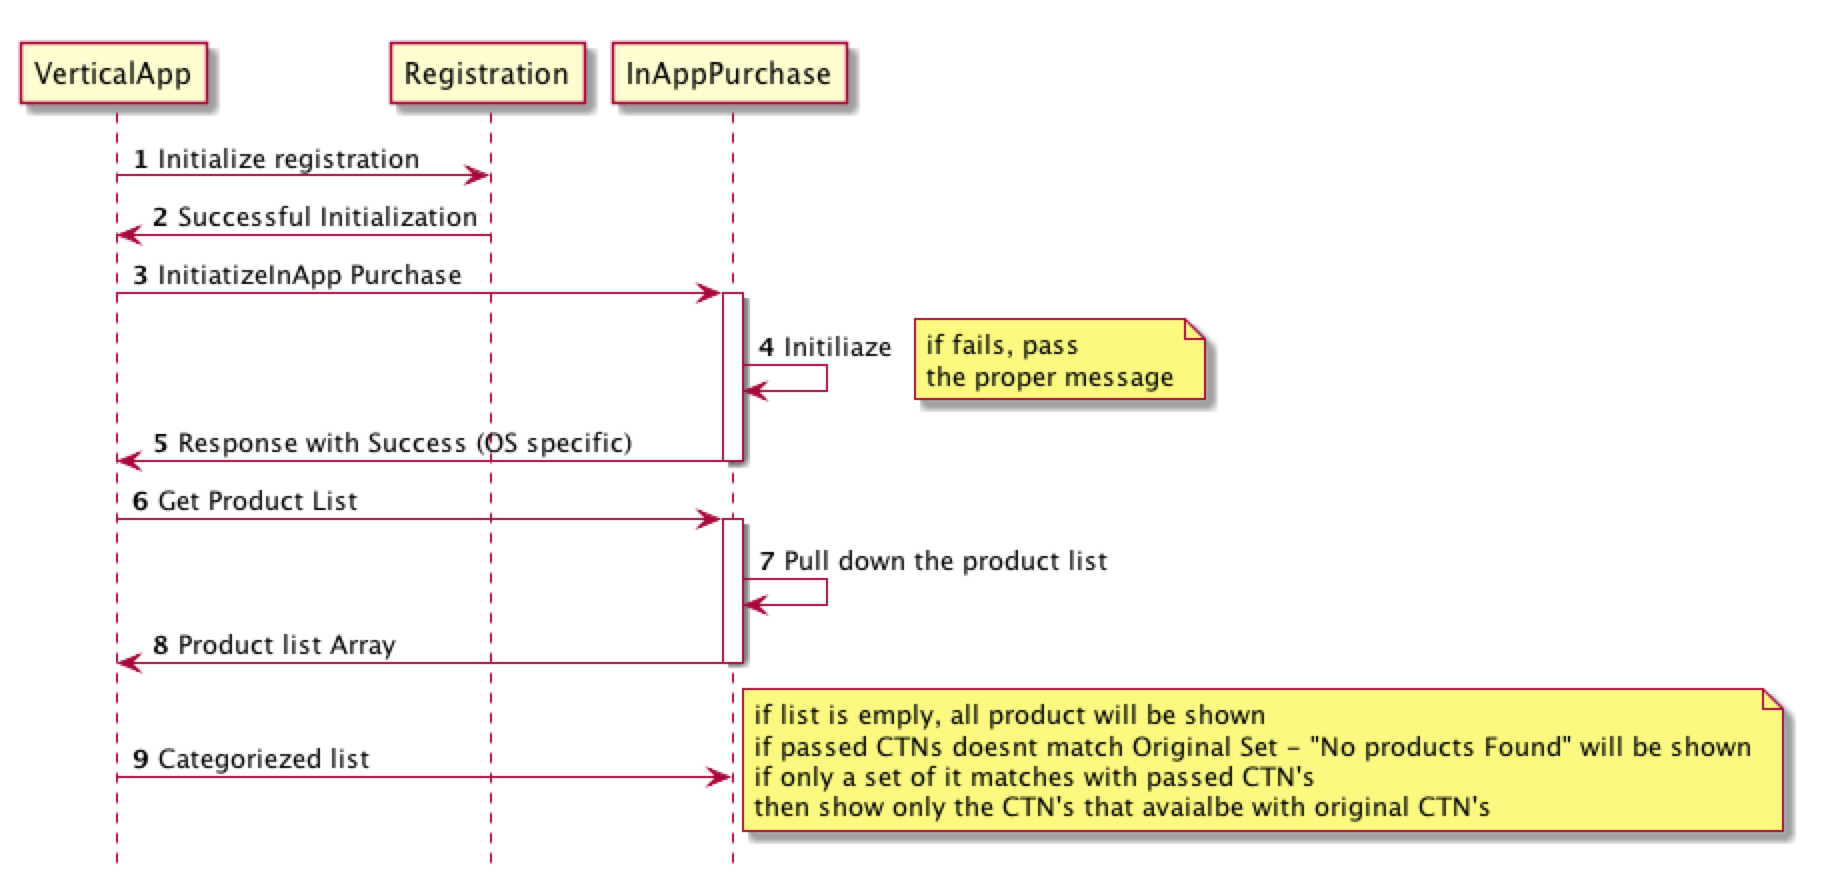 VerticalApp
Registration
InAppPurchase
1 Initialize registration
2 Successful Initialization
3 InitiatizeInApp Purchase
4 Initiliaze
if fails, pass
the proper message
5 Response with Success (OS specific)
6 Get Product List
7 Pull down the product list
8 Product list Array
if list is emply, all product will be shown
if passed CTNs doesnt match Original Set - "No products Found" will be shown
if only a set of it matches with passed CTN's
then show only the CTN's that avaialbe with original CTN's
9 Categoriezed list